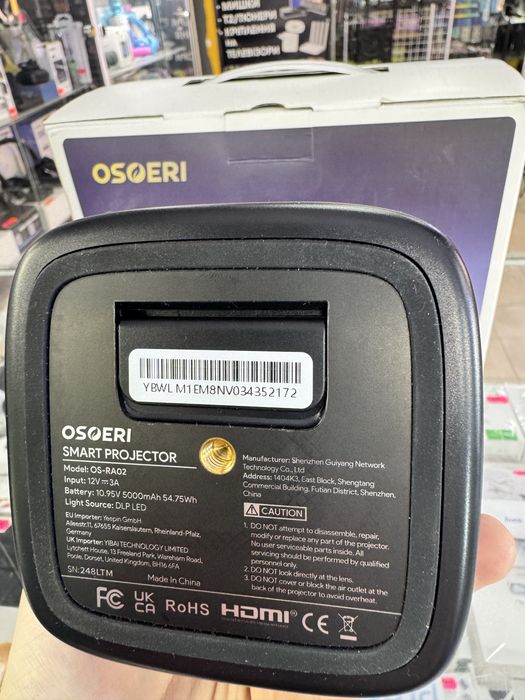 МИШКИ
ТА/ТЮНЕРИ
КРІПЛЕННЯ
НА
ТЕЛЕВІЗОРИ
OSOERI
YBWL M1EM8NV034352172
OSOERI
SMART PROJECTOR
Model: OS-RA02
Input: 12V⎓3A
Battery: 10.95V 5000mAh 54.75Wh
Light Source: DLP LED
EU Importer: Yeepin GmbH
Alleestr.11, 67655 Kaiserslautern, Rheinland-Pfalz,
Germany
UK Importer: YIBAI TECHNOLOGY LIMITED
Lytchett House, 13 Freeland Park, Wareham Road,
Poole, Dorset, United Kingdom, BH16 6FA
SN:248LTM
Made In China
Manufacturer: Shenzhen Guiyang Network
Technology Co., Ltd
Address: 1404K3, East Block, Shengtang
Commercial Building, Futian District, Shenzhen,
China
CAUTION
1. DO NOT attempt to disassemble, repair,
modify or replace any part of the projector.
No user serviceable parts inside. All
servicing should be performed by qualified
personnel only.
2. DO NOT look directly at the lens.
3. DO NOT cover or block the air outlet at the
back of the projector to avoid overheat.
FC UK CA RoHS HDMI CE